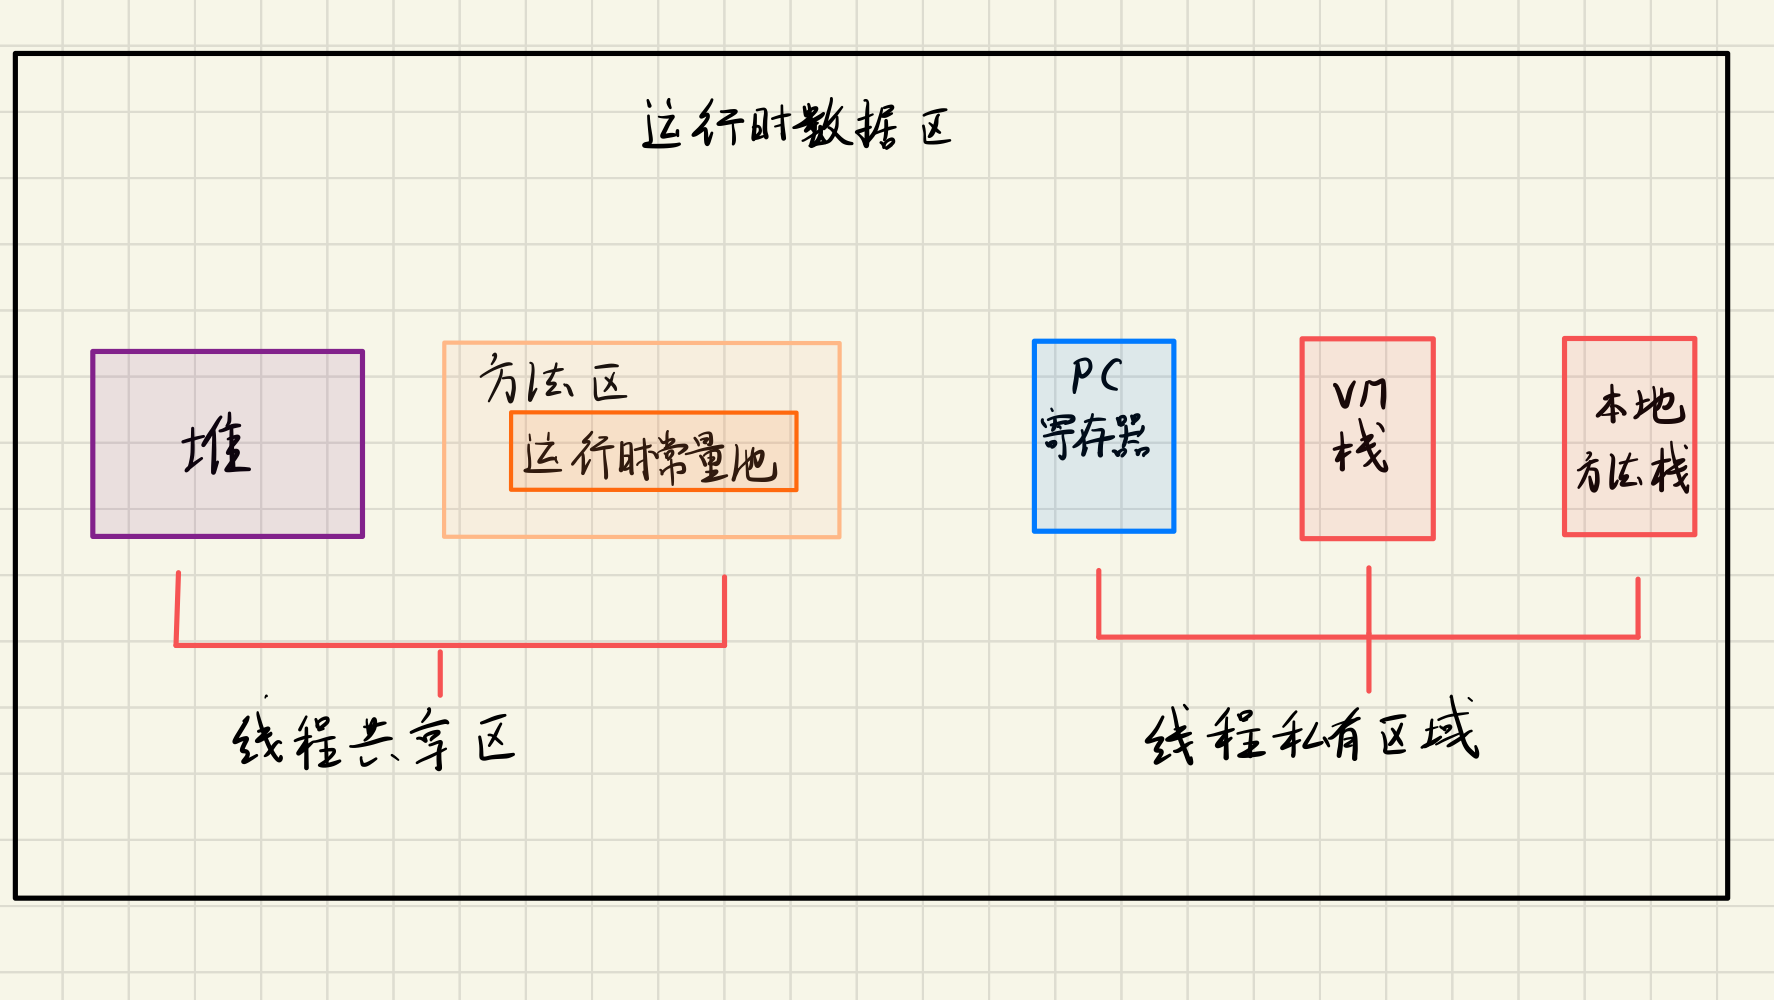 运行时数据区
堆
方法区
运行时常量池
PC
寄存器
VM
栈
本地
方法栈
线程共享区
线程私有区域